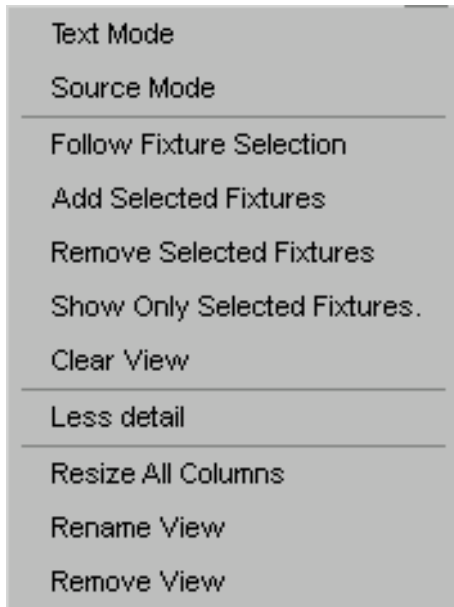 Text Mode
Source Mode
Follow Fixture Selection
Add Selected Fixtures
Remove Selected Fixtures
Show Only Selected Fixtures.
Clear View
Less detail
Resize All Columns
Rename View
Remove View